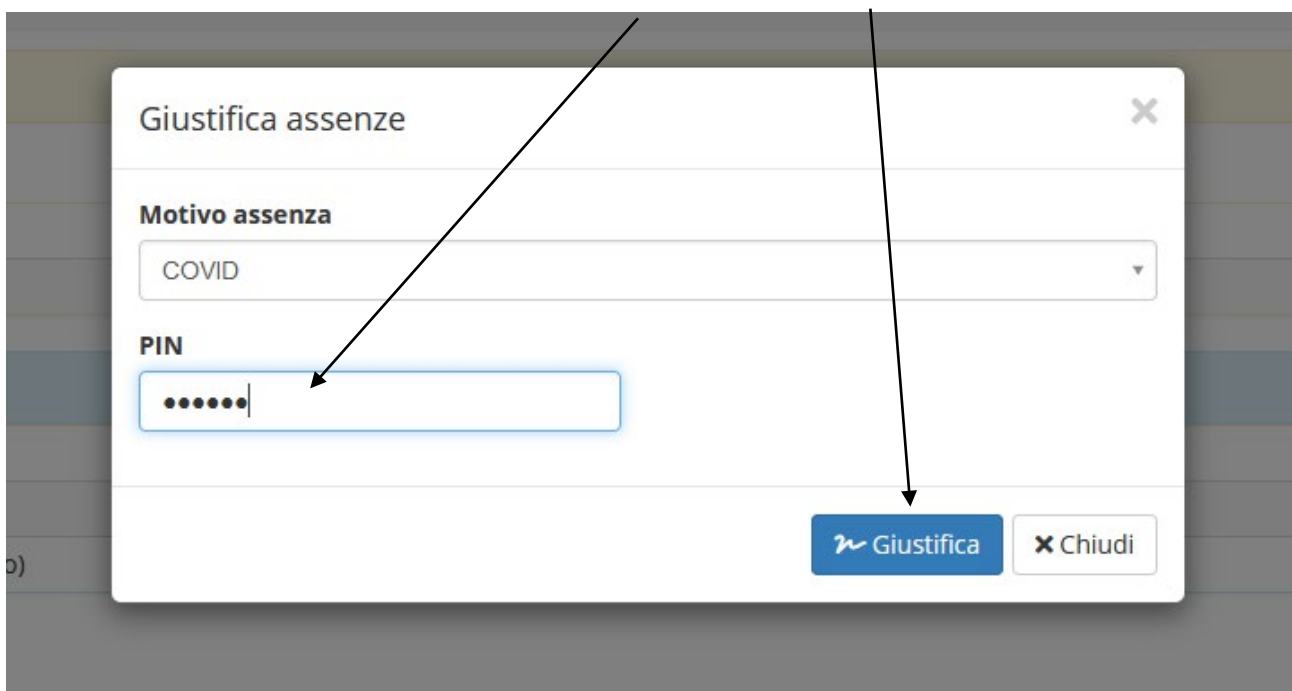 Giustifica assenze
Motivo assenza
COVID
PIN
••••••
Giustifica
Chiudi
o)